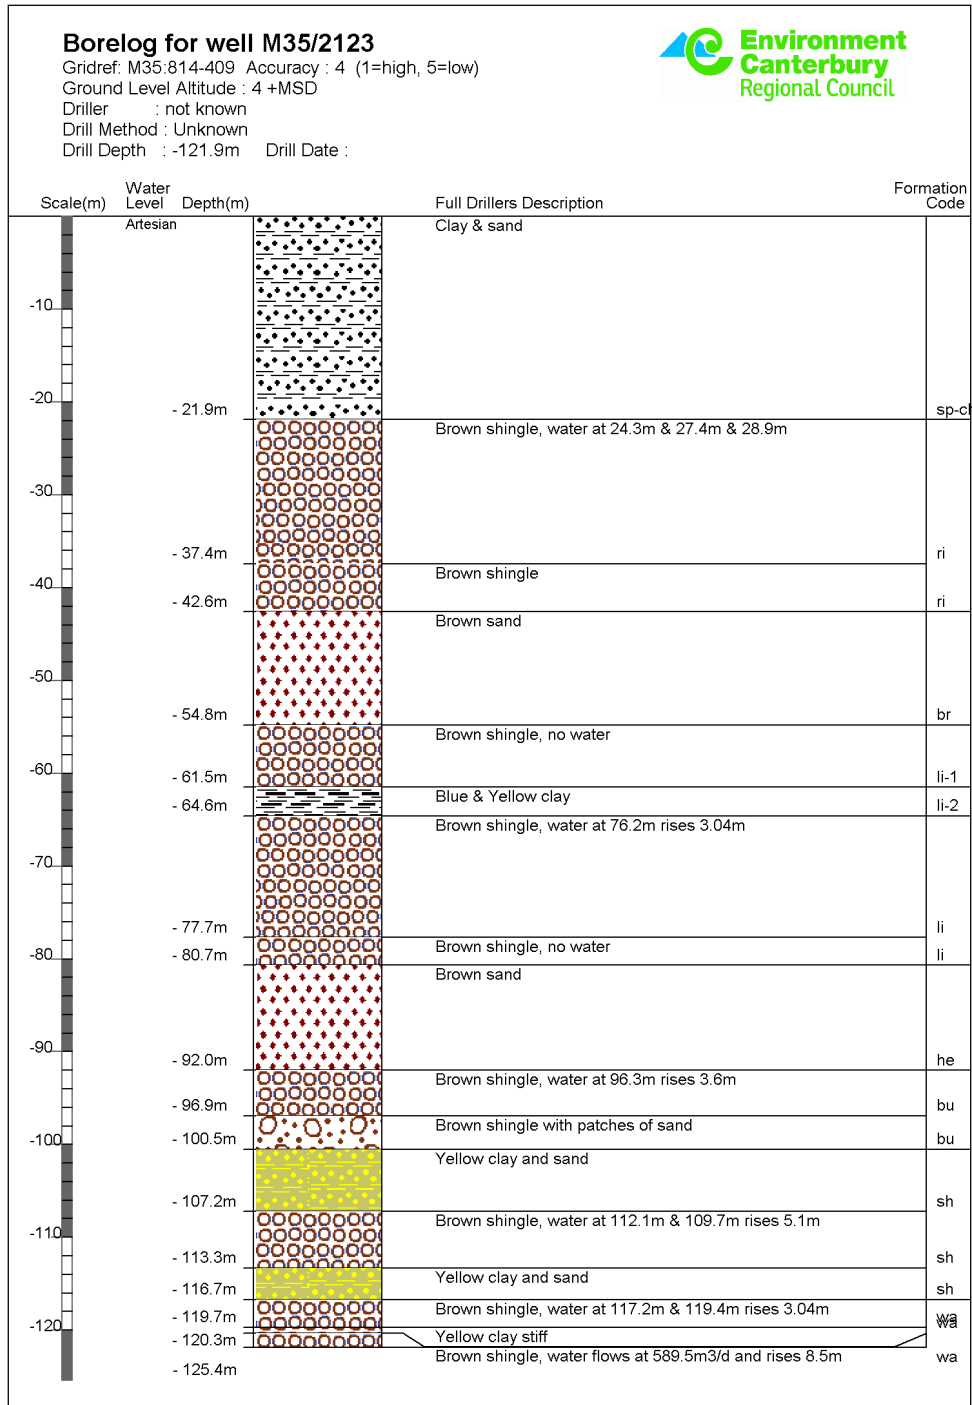 Borelog for well M35/2123
Gridref: M35:814-409 Accuracy : 4 (1=high, 5=low)
Ground Level Altitude : 4 +MSD
Driller : not known
Drill Method : Unknown
Drill Depth : -121.9m Drill Date :
Environment
Canterbury
Regional Council
Scale(m)
Water
Level
Depth(m)
Full Drillers Description
Formation
Code
Artesian
Clay & sand
-10
-20
- 21.9m
sp-ch
Brown shingle, water at 24.3m & 27.4m & 28.9m
-30
- 37.4m
ri
Brown shingle
-40
- 42.6m
ri
Brown sand
-50
- 54.8m
br
Brown shingle, no water
-60
- 61.5m
li-1
Blue & Yellow clay
- 64.6m
li-2
Brown shingle, water at 76.2m rises 3.04m
-70
- 77.7m
li
Brown shingle, no water
-80
- 80.7m
li
Brown sand
-90
- 92.0m
he
Brown shingle, water at 96.3m rises 3.6m
- 96.9m
bu
Brown shingle with patches of sand
-100
- 100.5m
bu
Yellow clay and sand
- 107.2m
sh
Brown shingle, water at 112.1m & 109.7m rises 5.1m
-110
- 113.3m
sh
Yellow clay and sand
- 116.7m
sh
Brown shingle, water at 117.2m & 119.4m rises 3.04m
- 119.7m
wa
-120
Yellow clay stiff
- 120.3m
wa
Brown shingle, water flows at 589.5m3/d and rises 8.5m
- 125.4m
wa